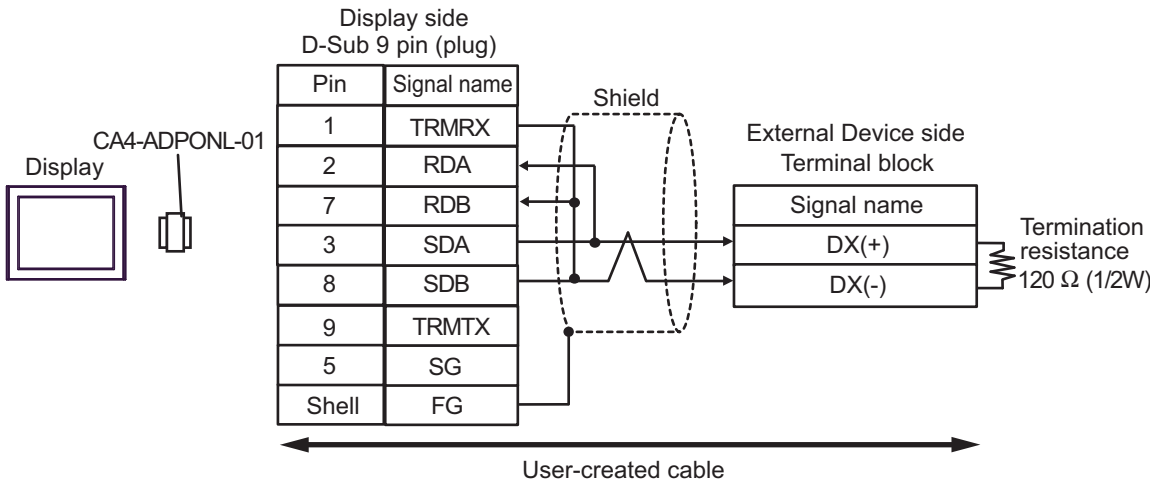 Display side
D-Sub 9 pin (plug)
Pin Signal name
1 TRMRX
2 RDA
7 RDB
3 SDA
8 SDB
9 TRMTX
5 SG
Shell FG
Shield
CA4-ADPONL-01
Display
External Device side
Terminal block
Signal name
DX(+)
DX(-)
Termination
resistance
120 Ω (1/2W)
User-created cable